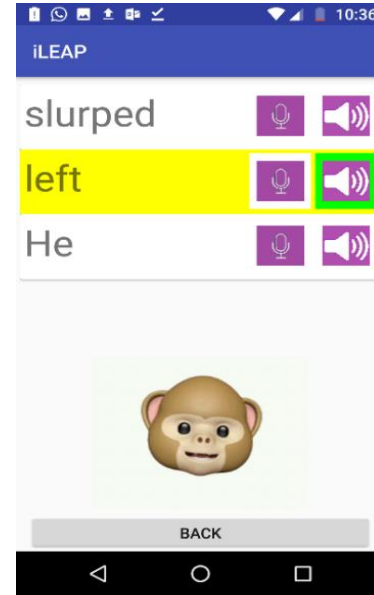 10:36
iLEAP
slurped
left
He
BACK